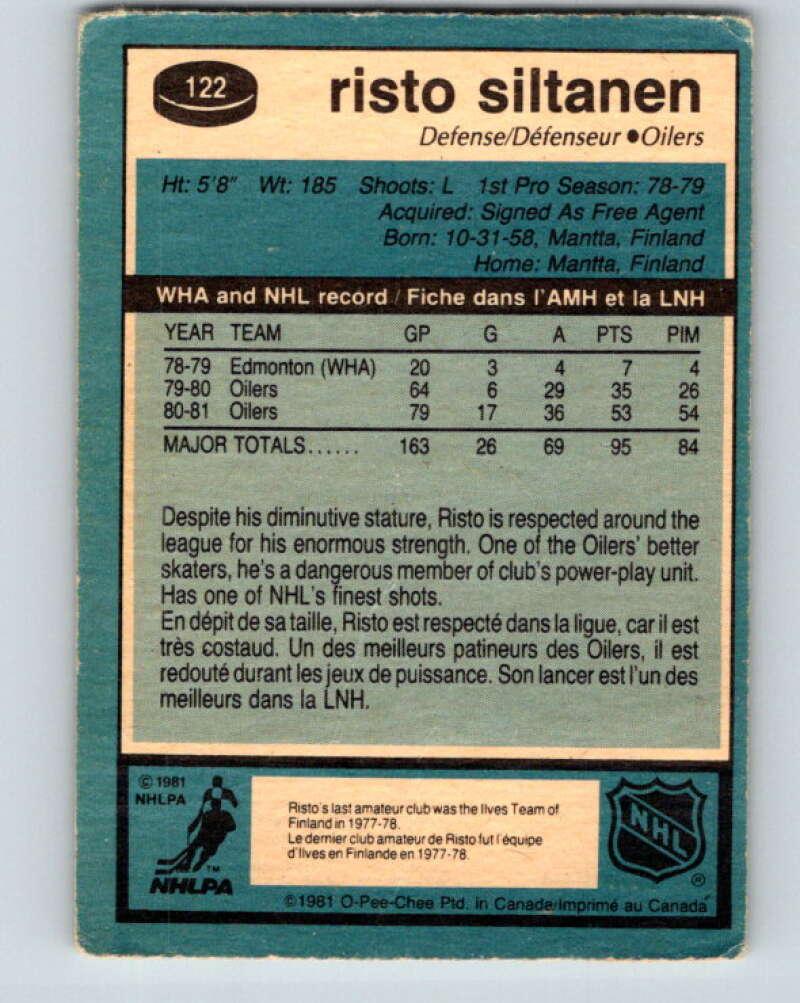 122
risto siltanen
Defense/Défenseur ● Oilers
Ht: 5'8" Wt: 185 Shoots: L 1st Pro Season: 78-79
Acquired: Signed As Free Agent
Born: 10-31-58, Mantta, Finland
Home: Mantta, Finland
WHA and NHL record / Fiche dans l'AMH et la LNH
YEAR TEAM GP G A PTS PIM
78-79 Edmonton (WHA) 20 3 4 7 4
79-80 Oilers 64 6 29 35 26
80-81 Oilers 79 17 36 53 54
MAJOR TOTALS...... 163 26 69 95 84
Despite his diminutive stature, Risto is respected around the
league for his enormous strength. One of the Oilers' better
skaters, he's a dangerous member of club's power-play unit.
Has one of NHL's finest shots.
En dépit de sa taille, Risto est respecté dans la ligue, car il est
très costaud. Un des meilleurs patineurs des Oilers, il est
redouté durant les jeux de puissance. Son lancer est l'un des
meilleurs dans la LNH.
© 1981
NHLPA
Risto's last amateur club was the Ilves Team of
Finland in 1977-78.
Le dernier club amateur de Risto fut l'équipe
d'Ilves en Finlande en 1977-78.
NHL
®
TM
NHLPA
©1981 O-Pee-Chee Ptd. in Canada/Imprimé au Canada